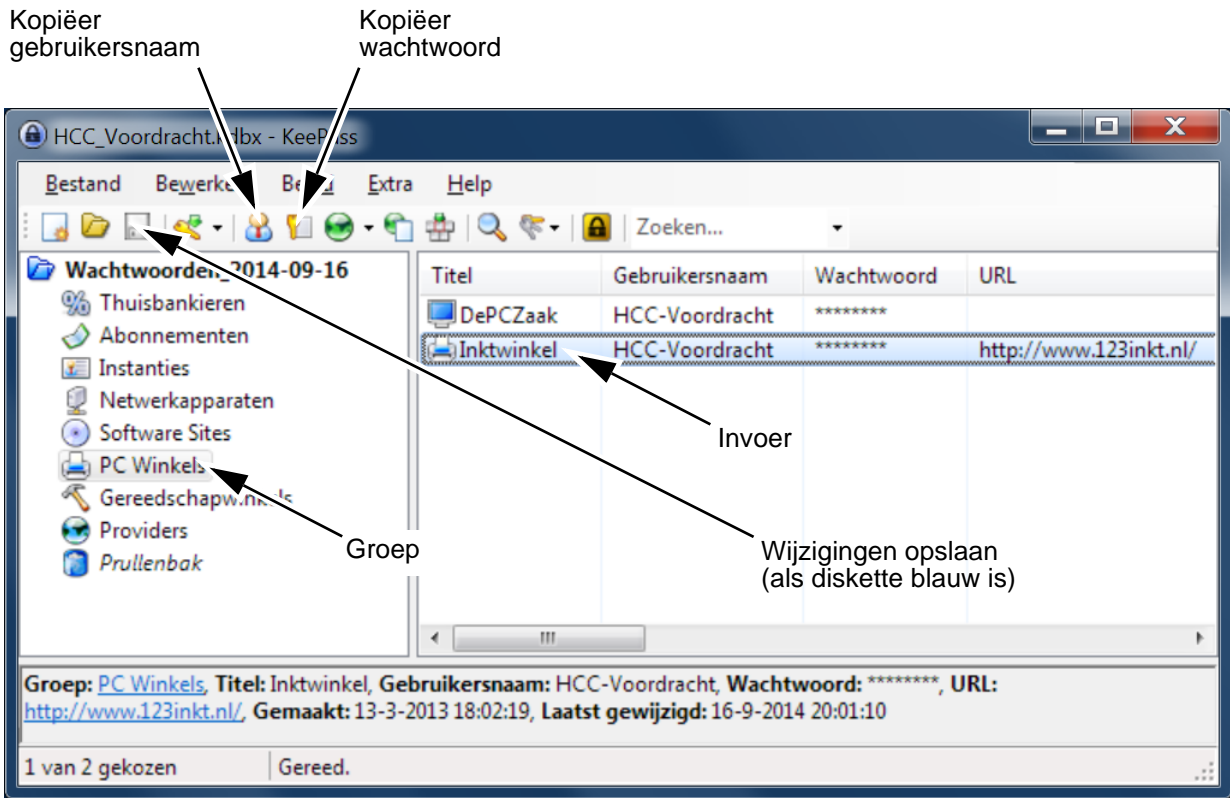 Kopiëer
gebruikersnaam
Kopiëer
wachtwoord
HCC_Voordracht.kdbx - KeePass
Bestand Bewerken Beeld Extra Help
Zoeken...
Wachtwoorden_2014-09-16
Thuisbankieren
Abonnementen
Instanties
Netwerkapparaten
Software Sites
PC Winkels
Gereedschapwinkels
Providers
Prullenbak
Titel Gebruikersnaam Wachtwoord URL
DePCZaak HCC-Voordracht ********
Inktwinkel HCC-Voordracht ******** http://www.123inkt.nl/
Invoer
Groep
Wijzigingen opslaan
(als diskette blauw is)
Groep: PC Winkels, Titel: Inktwinkel, Gebruikersnaam: HCC-Voordracht, Wachtwoord: ********, URL:
http://www.123inkt.nl/, Gemaakt: 13-3-2013 18:02:19, Laatst gewijzigd: 16-9-2014 20:01:10
1 van 2 gekozen Gereed.